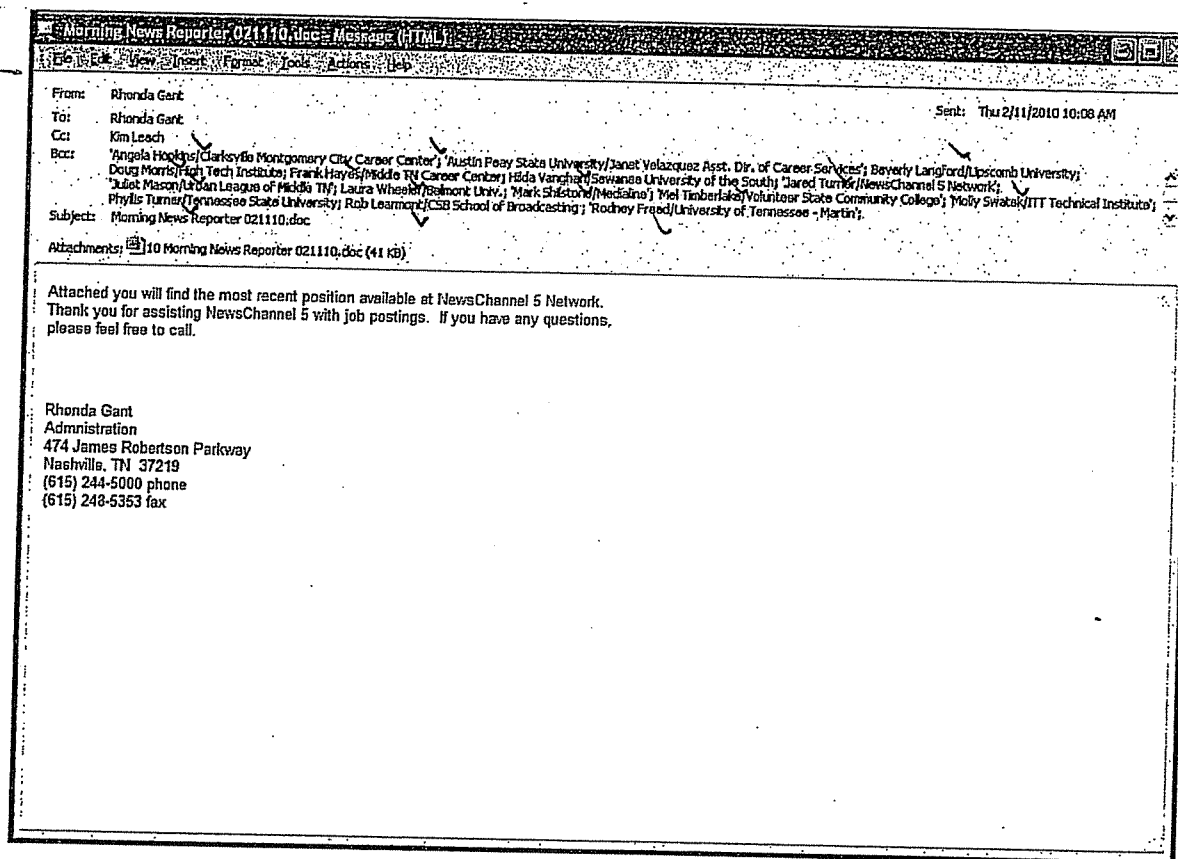 Morning News Reporter 021110.doc - Message (HTML)
File Edit View Insert Format Tools Actions Help
From: Rhonda Gant
Sent: Thu 2/11/2010 10:08 AM
To: Rhonda Gant
Cc: Kim Leach
Bcc: 'Angela Hopkins/Clarksville Montgomery City Career Center'; 'Austin Peay State University/Janet Velazquez Asst. Dir. of Career Services'; Beverly Langford/Lipscomb University;
Doug Morris/High Tech Institute; Frank Hayes/Middle TN Career Center; Hilda Vanghan/Sewanee University of the South; 'Jared Turner/NewsChannel 5 Network';
'Juliet Mason/Urban League of Middle TN'; Laura Wheeler/Belmont Univ.; 'Mark Shistone/Medialine'; 'Mel Timberlake/Volunteer State Community College'; 'Molly Swatek/ITT Technical Institute';
Phyllis Turner/Tennessee State University; Rob Learmont/CSB School of Broadcasting; 'Rodney Freed/University of Tennessee - Martin';
Subject: Morning News Reporter 021110.doc
Attachments: 10 Morning News Reporter 021110.doc (41 KB)
Attached you will find the most recent position available at NewsChannel 5 Network.
Thank you for assisting NewsChannel 5 with job postings. If you have any questions,
please feel free to call.
Rhonda Gant
Admnistration
474 James Robertson Parkway
Nashville, TN 37219
(615) 244-5000 phone
(615) 248-5353 fax